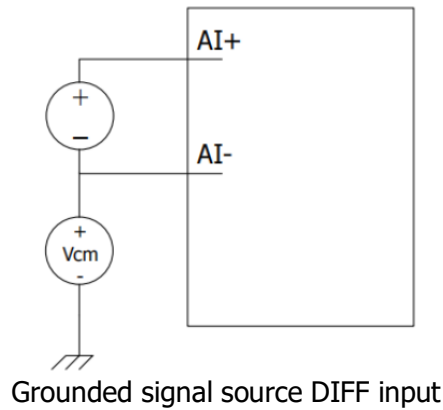 AI+
+
−
AI-
+
Vcm
-
Grounded signal source DIFF input